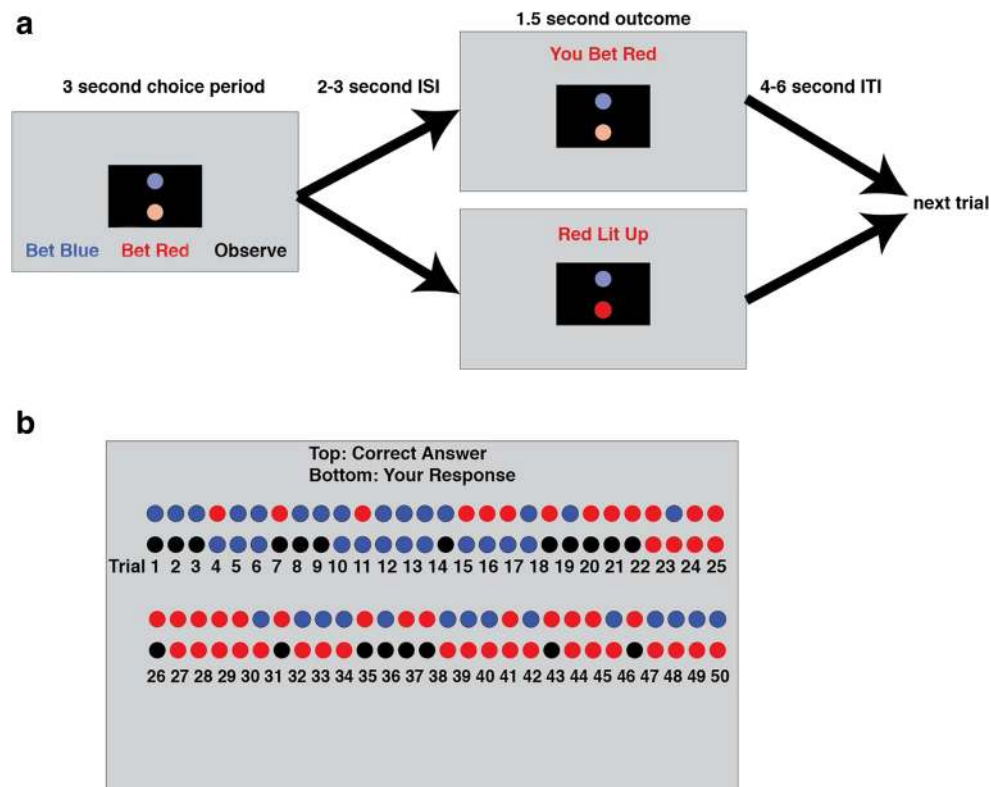 a
1.5 second outcome
You Bet Red
3 second choice period
2-3 second ISI
4-6 second ITI
Bet Blue Bet Red Observe
next trial
Red Lit Up
b
Top: Correct Answer
Bottom: Your Response
Trial 1 2 3 4 5 6 7 8 9 10 11 12 13 14 15 16 17 18 19 20 21 22 23 24 25
26 27 28 29 30 31 32 33 34 35 36 37 38 39 40 41 42 43 44 45 46 47 48 49 50